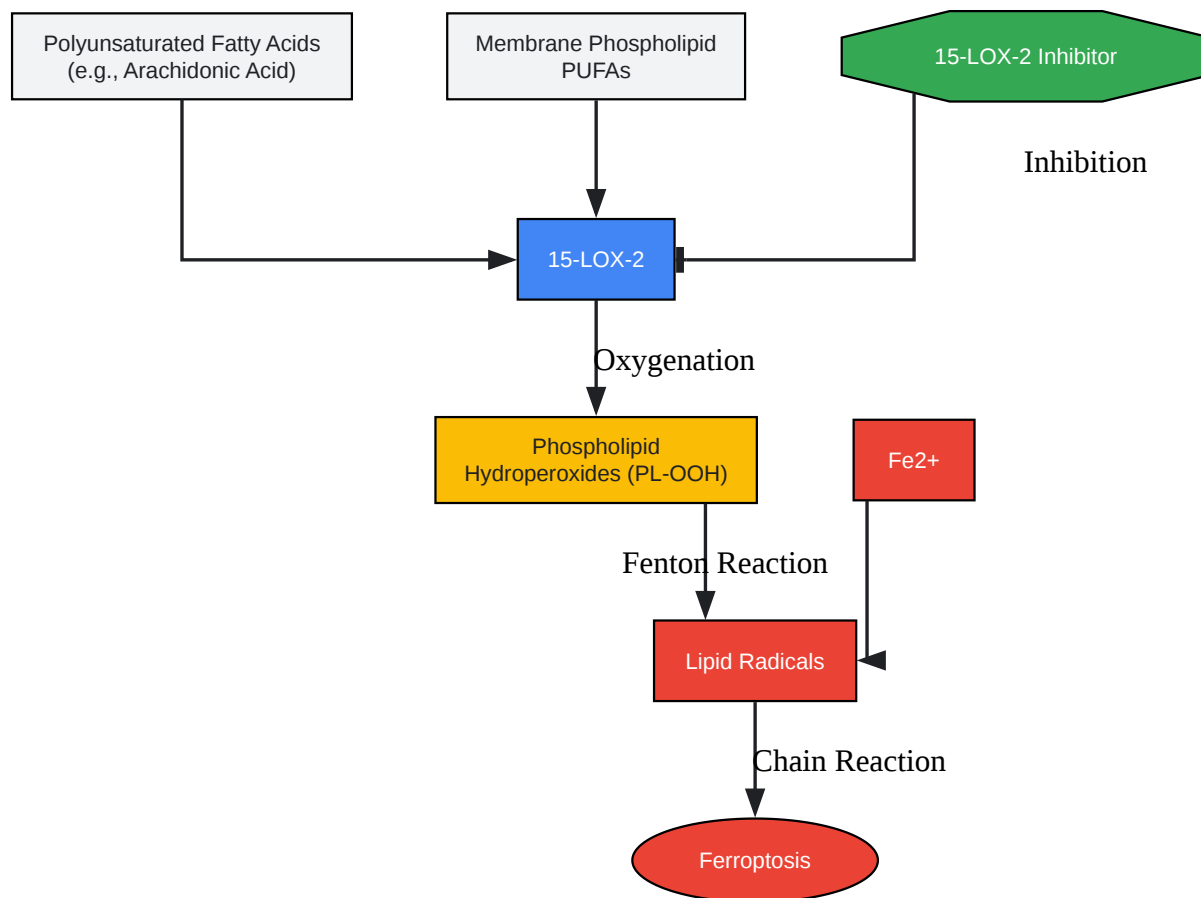 Polyunsaturated Fatty Acids
(e.g., Arachidonic Acid)
Membrane Phospholipid
PUFAs
15-LOX-2 Inhibitor
Inhibition
15-LOX-2
Oxygenation
Phospholipid
Hydroperoxides (PL-OOH)
Fe2+
Fenton Reaction
Lipid Radicals
Chain Reaction
Ferroptosis